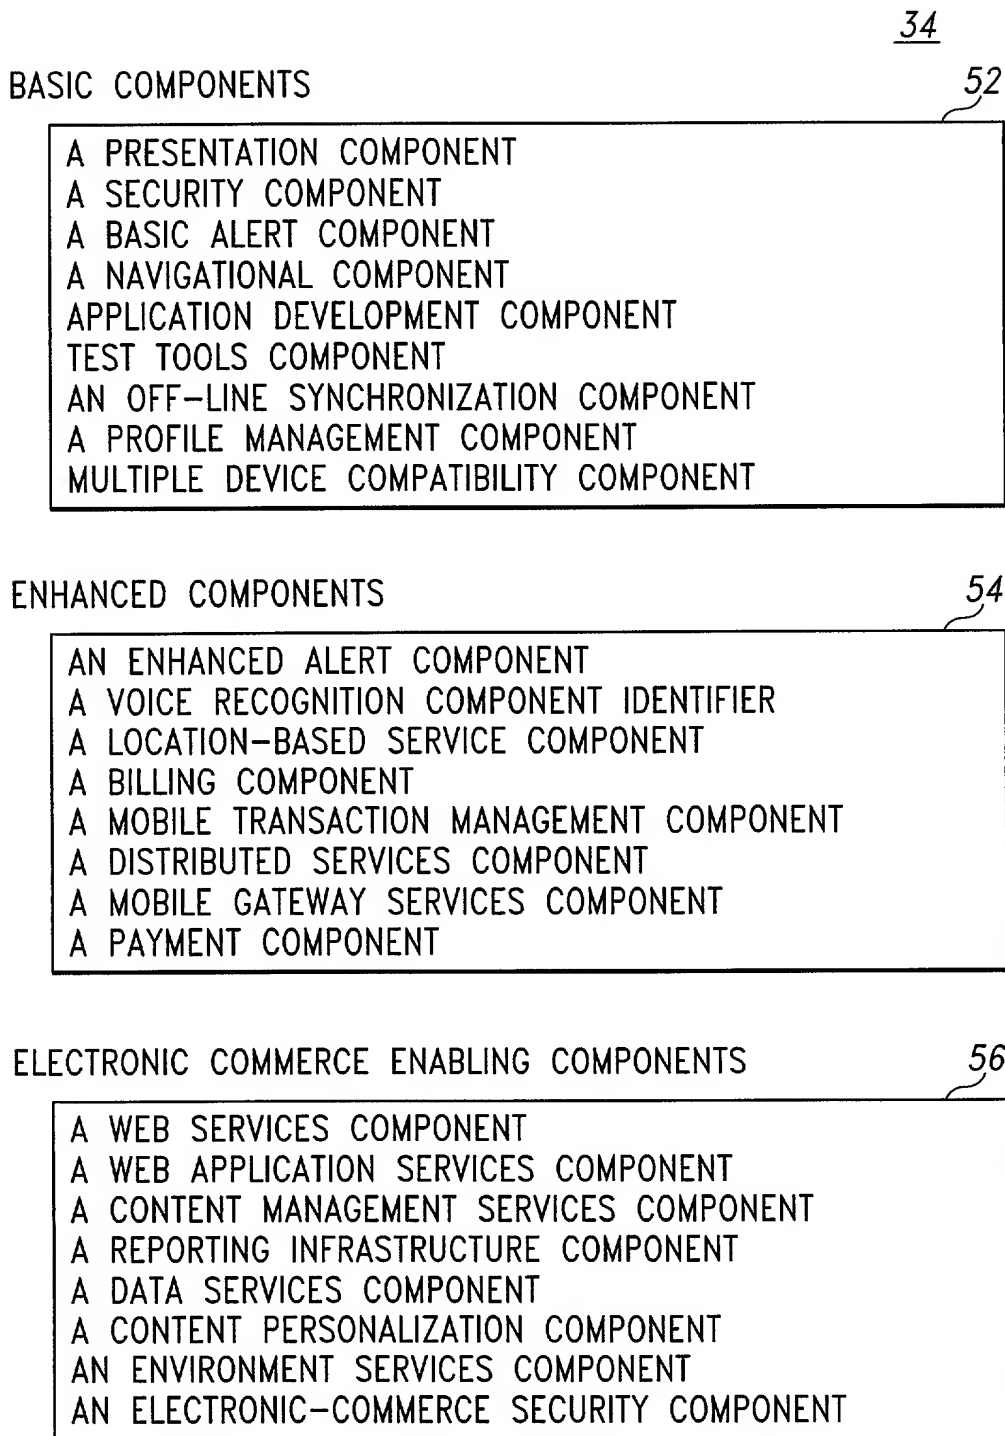 34
BASIC COMPONENTS 52
A PRESENTATION COMPONENT
A SECURITY COMPONENT
A BASIC ALERT COMPONENT
A NAVIGATIONAL COMPONENT
APPLICATION DEVELOPMENT COMPONENT
TEST TOOLS COMPONENT
AN OFF-LINE SYNCHRONIZATION COMPONENT
A PROFILE MANAGEMENT COMPONENT
MULTIPLE DEVICE COMPATIBILITY COMPONENT
ENHANCED COMPONENTS 54
AN ENHANCED ALERT COMPONENT
A VOICE RECOGNITION COMPONENT IDENTIFIER
A LOCATION-BASED SERVICE COMPONENT
A BILLING COMPONENT
A MOBILE TRANSACTION MANAGEMENT COMPONENT
A DISTRIBUTED SERVICES COMPONENT
A MOBILE GATEWAY SERVICES COMPONENT
A PAYMENT COMPONENT
ELECTRONIC COMMERCE ENABLING COMPONENTS 56
A WEB SERVICES COMPONENT
A WEB APPLICATION SERVICES COMPONENT
A CONTENT MANAGEMENT SERVICES COMPONENT
A REPORTING INFRASTRUCTURE COMPONENT
A DATA SERVICES COMPONENT
A CONTENT PERSONALIZATION COMPONENT
AN ENVIRONMENT SERVICES COMPONENT
AN ELECTRONIC-COMMERCE SECURITY COMPONENT